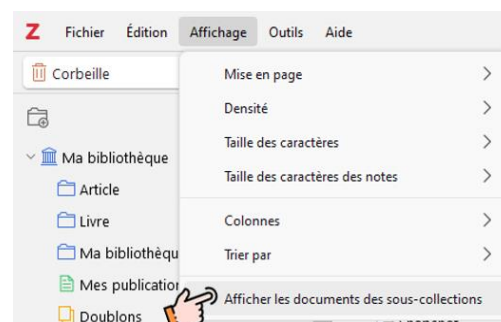 Z Fichier Édition Affichage Outils Aide
Corbeille
Mise en page
Densité
Taille des caractères
Taille des caractères des notes
Colonnes
Trier par
Afficher les documents des sous-collections
Ma bibliothèque
Article
Livre
Ma bibliothèqu
Mes publication
Doublons